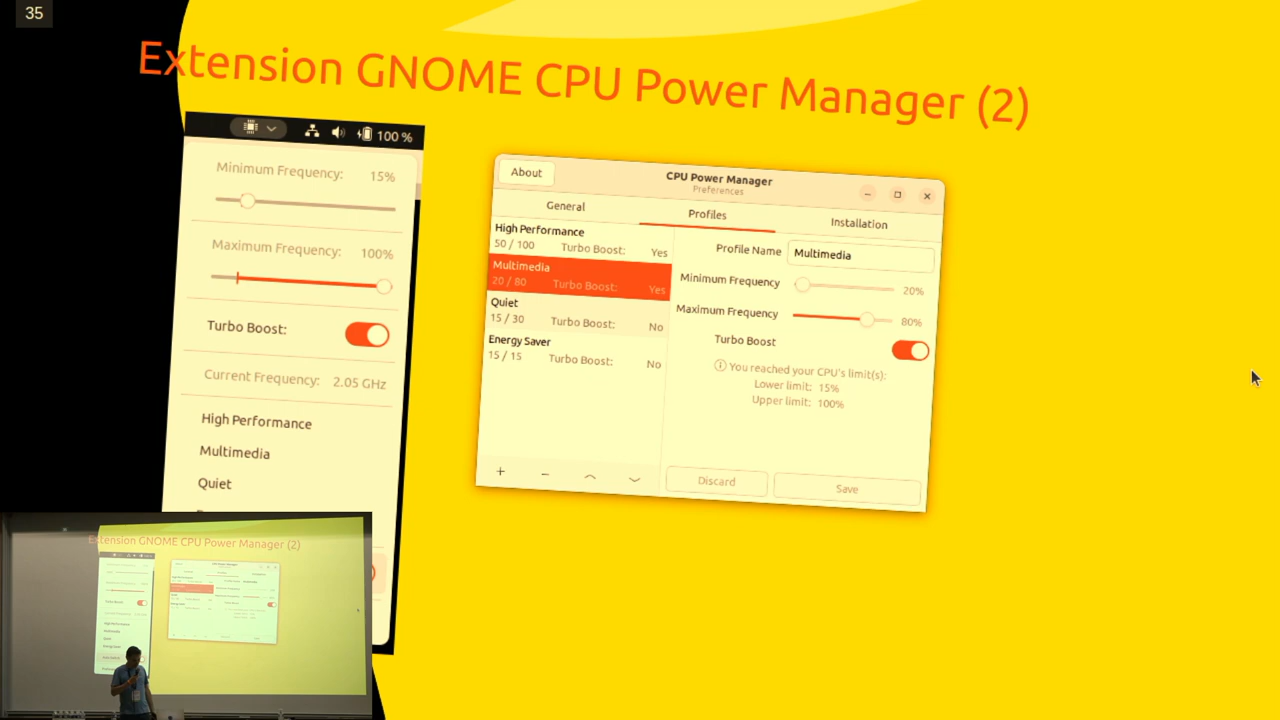 35
Extension GNOME CPU Power Manager (2)
100 %
Minimum Frequency: 15%
Maximum Frequency: 100%
Turbo Boost:
Current Frequency: 2.05 GHz
High Performance
Multimedia
Quiet
About
CPU Power Manager
Preferences
General
Profiles
Installation
High Performance
50 / 100 Turbo Boost: Yes
Multimedia
20 / 80 Turbo Boost: Yes
Quiet
15 / 30 Turbo Boost: No
Energy Saver
15 / 15 Turbo Boost: No
Profile Name Multimedia
Minimum Frequency 20%
Maximum Frequency 80%
Turbo Boost
You reached your CPU's limit(s):
Lower limit: 15%
Upper limit: 100%
Discard
Save
Extension GNOME CPU Power Manager (2)